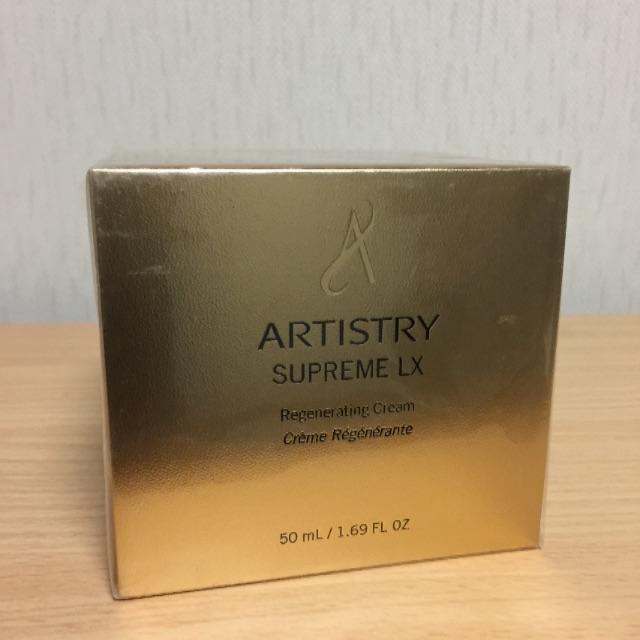 A
ARTISTRY
SUPREME LX
Regenerating Cream
Crème Régénérante
50 mL / 1.69 FL OZ